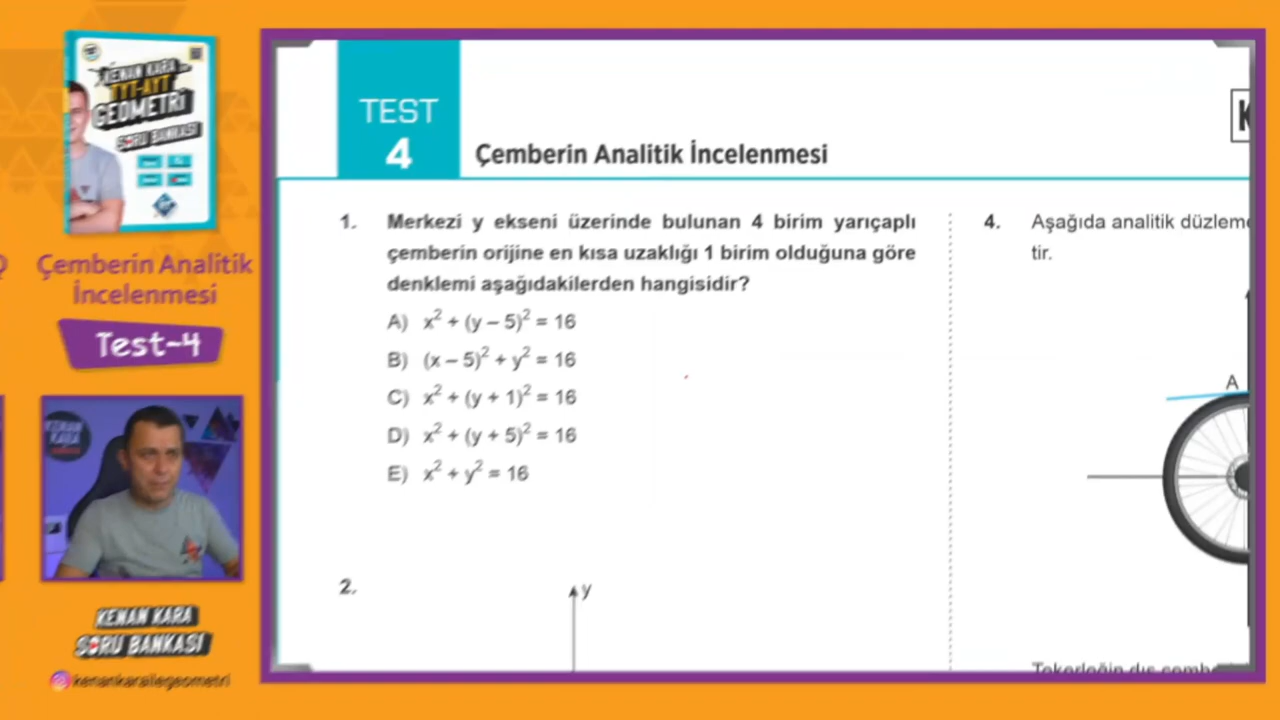 KENAN KARA
TYT-AYT
GEOMETRİ
SORU BANKASI
Çemberin Analitik
İncelenmesi
Test-4
KENAN KARA
SORU BANKASI
kenankarailegeometri
TEST
4
Çemberin Analitik İncelenmesi
1. Merkezi y ekseni üzerinde bulunan 4 birim yarıçaplı
çemberin orijine en kısa uzaklığı 1 birim olduğuna göre
denklemi aşağıdakilerden hangisidir?
A) x² + (y – 5)² = 16
B) (x – 5)² + y² = 16
C) x² + (y + 1)² = 16
D) x² + (y + 5)² = 16
E) x² + y² = 16
2.
y
4. Aşağıda analitik düzlem
tir.
A